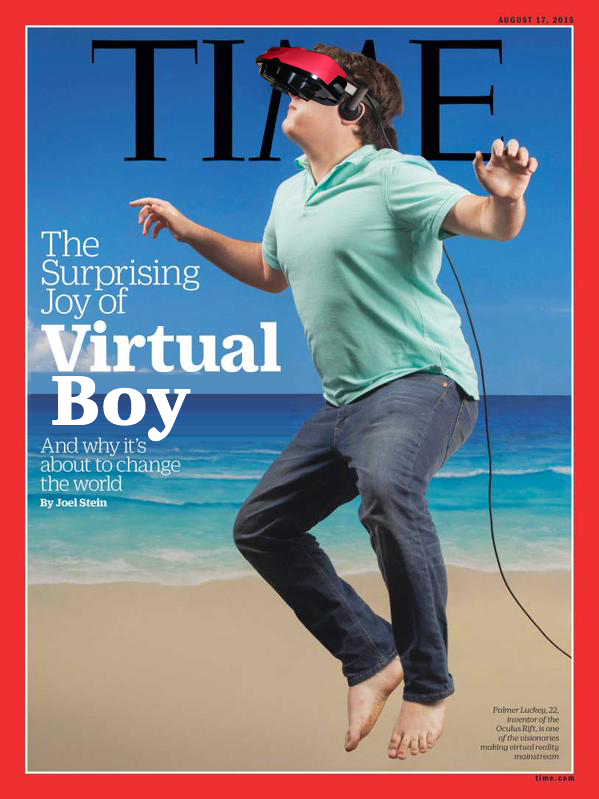 AUGUST 17, 2015
TIME
The
Surprising
Joy of
Virtual
Boy
And why it's
about to change
the world
By Joel Stein
Palmer Luckey, 22,
inventor of the
Oculus Rift, is one
of the visionaries
making virtual reality
mainstream
time.com